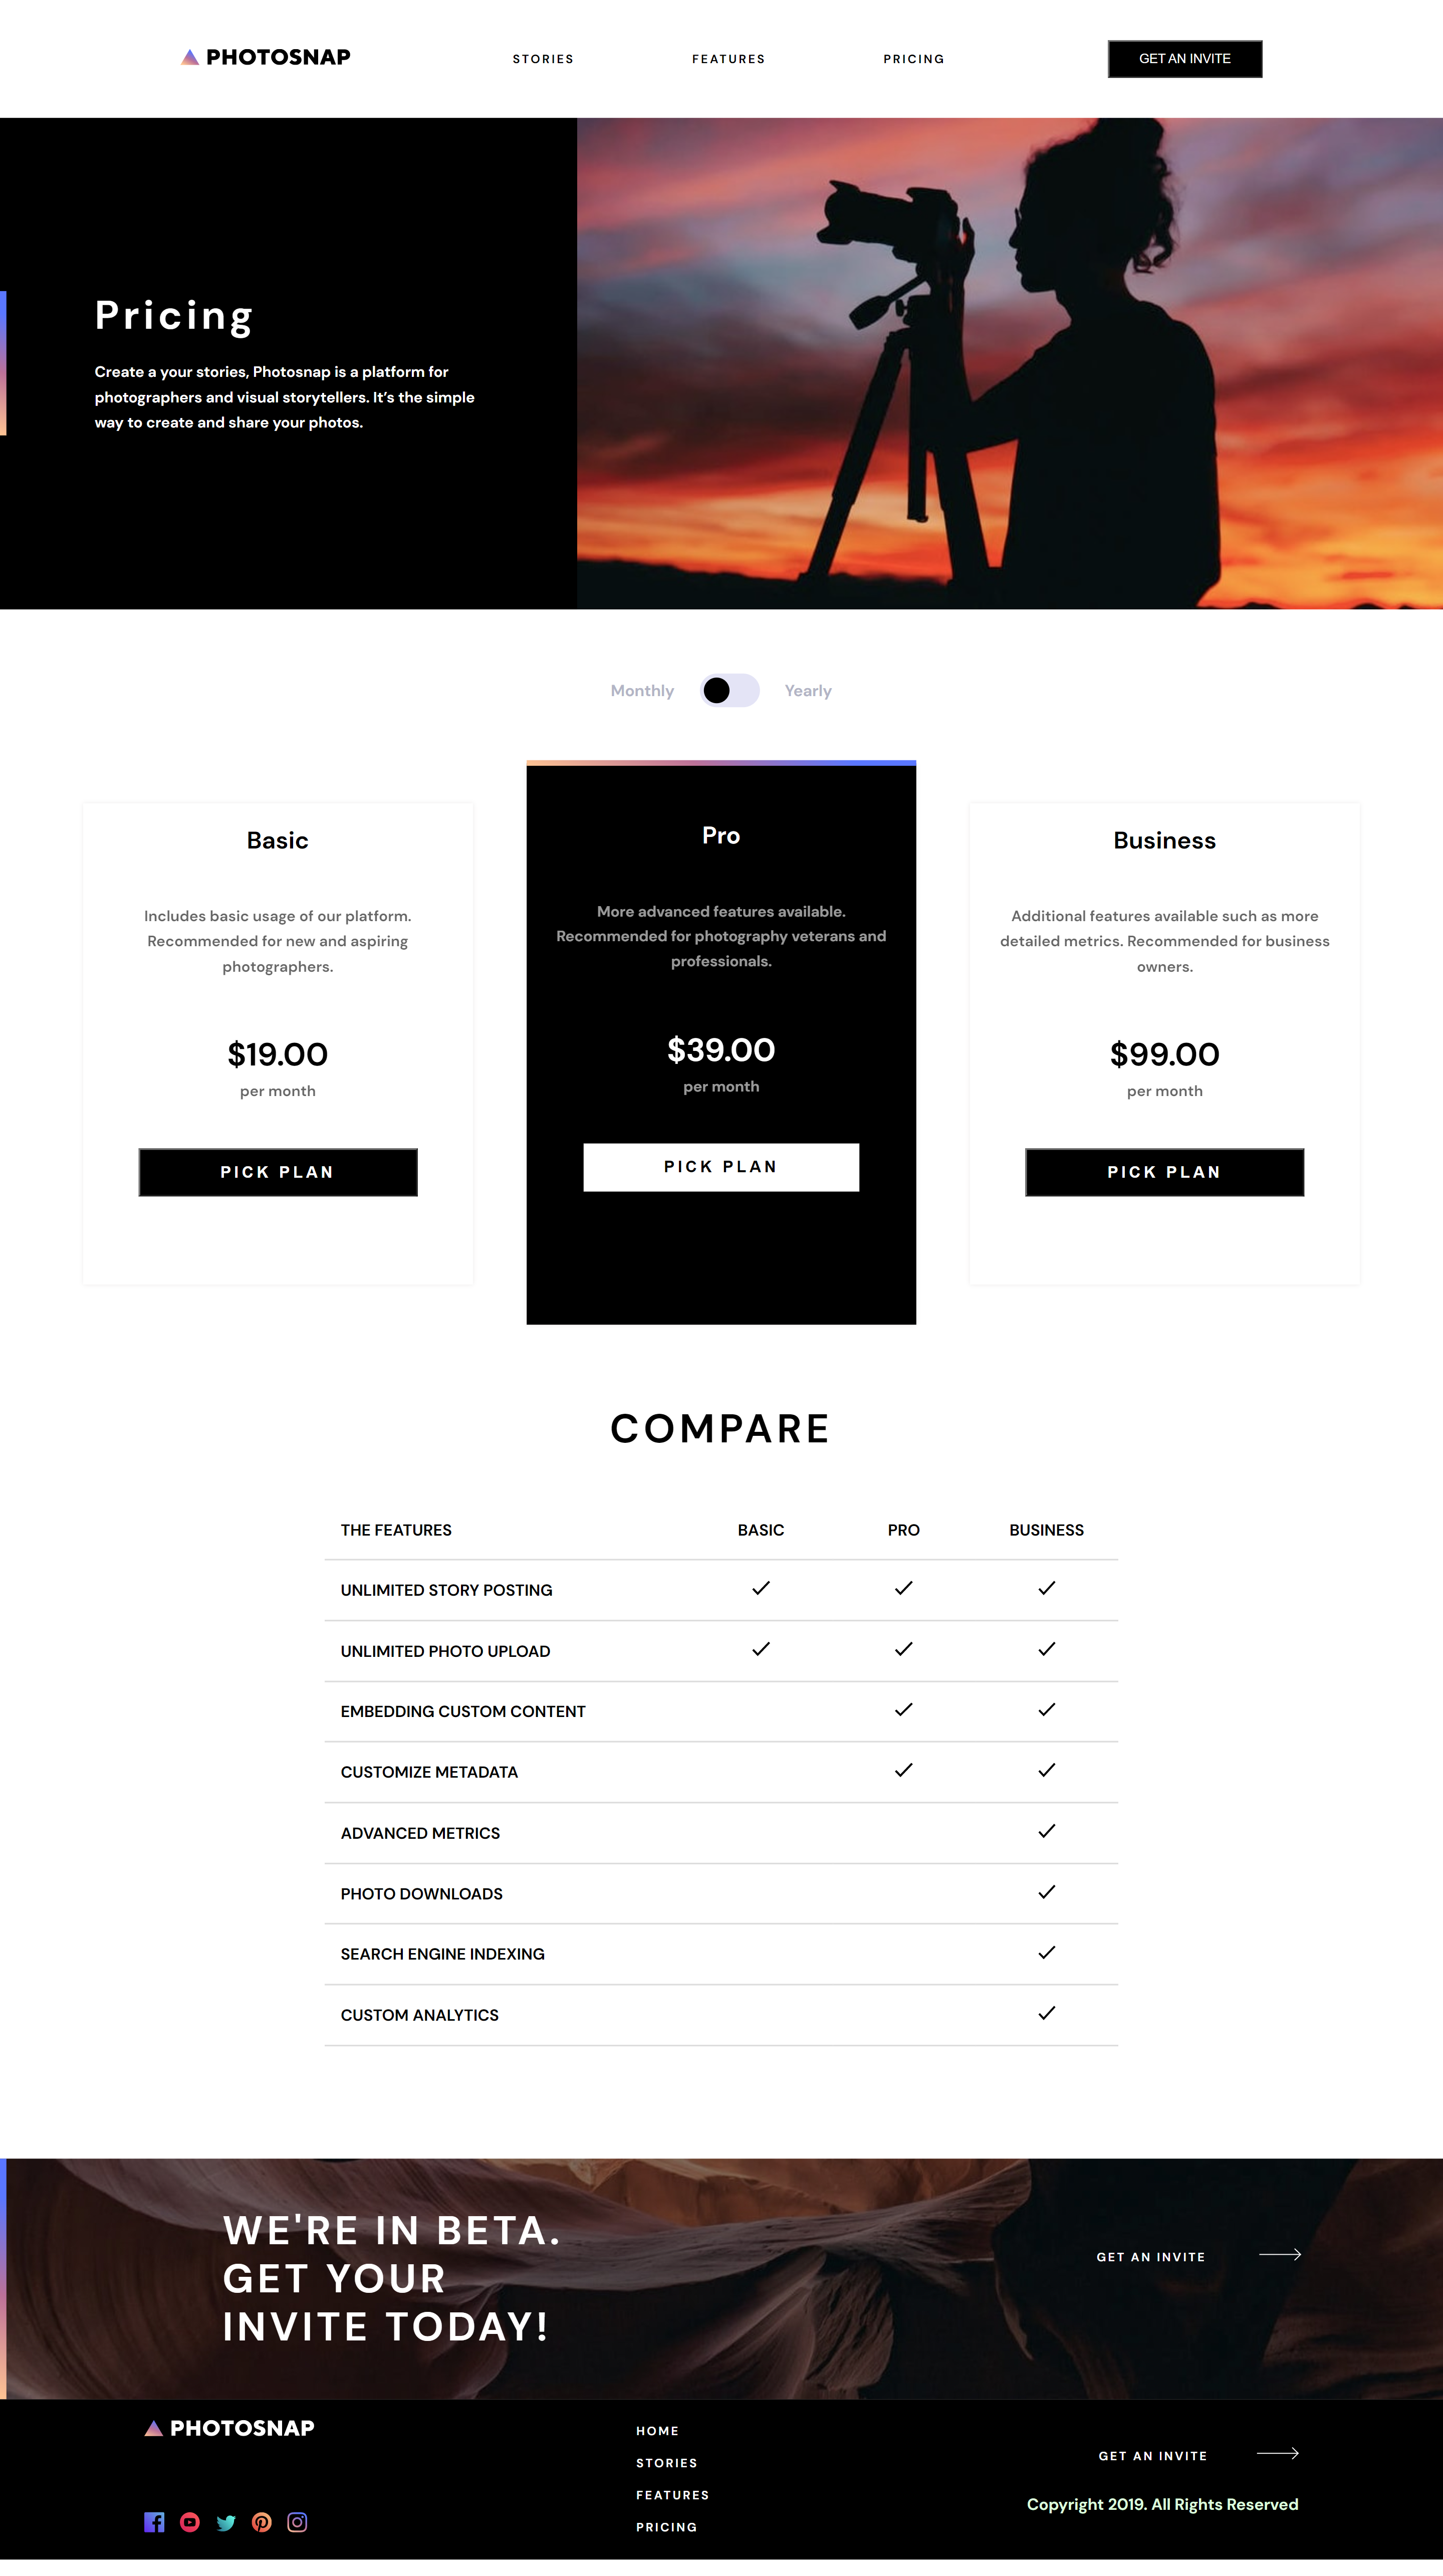 PHOTOSNAP
STORIES
FEATURES
PRICING
GET AN INVITE
Pricing
Create a your stories, Photosnap is a platform for
photographers and visual storytellers. It’s the simple
way to create and share your photos.
Monthly
Yearly
Basic
Includes basic usage of our platform.
Recommended for new and aspiring
photographers.
$19.00
per month
PICK PLAN
Pro
More advanced features available.
Recommended for photography veterans and
professionals.
$39.00
per month
PICK PLAN
Business
Additional features available such as more
detailed metrics. Recommended for business
owners.
$99.00
per month
PICK PLAN
COMPARE
THE FEATURES BASIC PRO BUSINESS
UNLIMITED STORY POSTING
UNLIMITED PHOTO UPLOAD
EMBEDDING CUSTOM CONTENT
CUSTOMIZE METADATA
ADVANCED METRICS
PHOTO DOWNLOADS
SEARCH ENGINE INDEXING
CUSTOM ANALYTICS
WE'RE IN BETA.
GET YOUR
INVITE TODAY!
GET AN INVITE
PHOTOSNAP
HOME
STORIES
FEATURES
PRICING
GET AN INVITE
Copyright 2019. All Rights Reserved